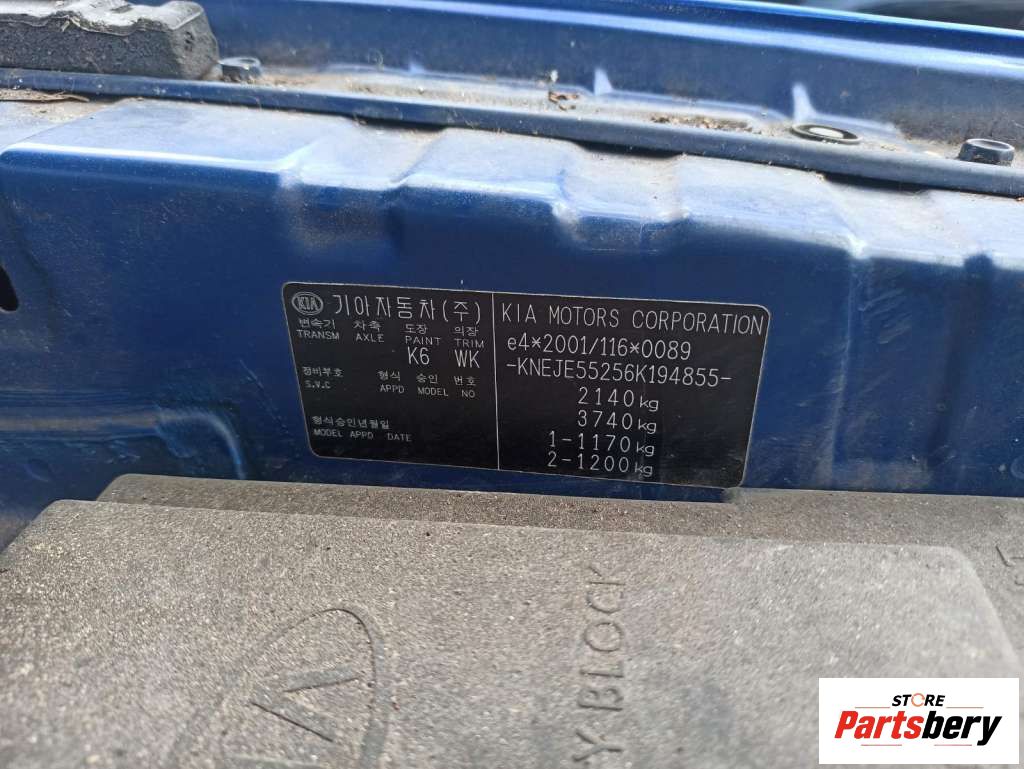 KIA 기아자동차(주)
변속기 차축 도장 의장
TRANSM AXLE PAINT TRIM
K6 WK
정비부호 형식 승인 번호
S.V.C APPD MODEL NO
형식승인년월일
MODEL APPD DATE
KIA MOTORS CORPORATION
e4*2001/116*0089
-KNEJE55256K194855-
2140kg
3740kg
1-1170kg
2-1200kg
Y BLOCK
STORE
Partsbery